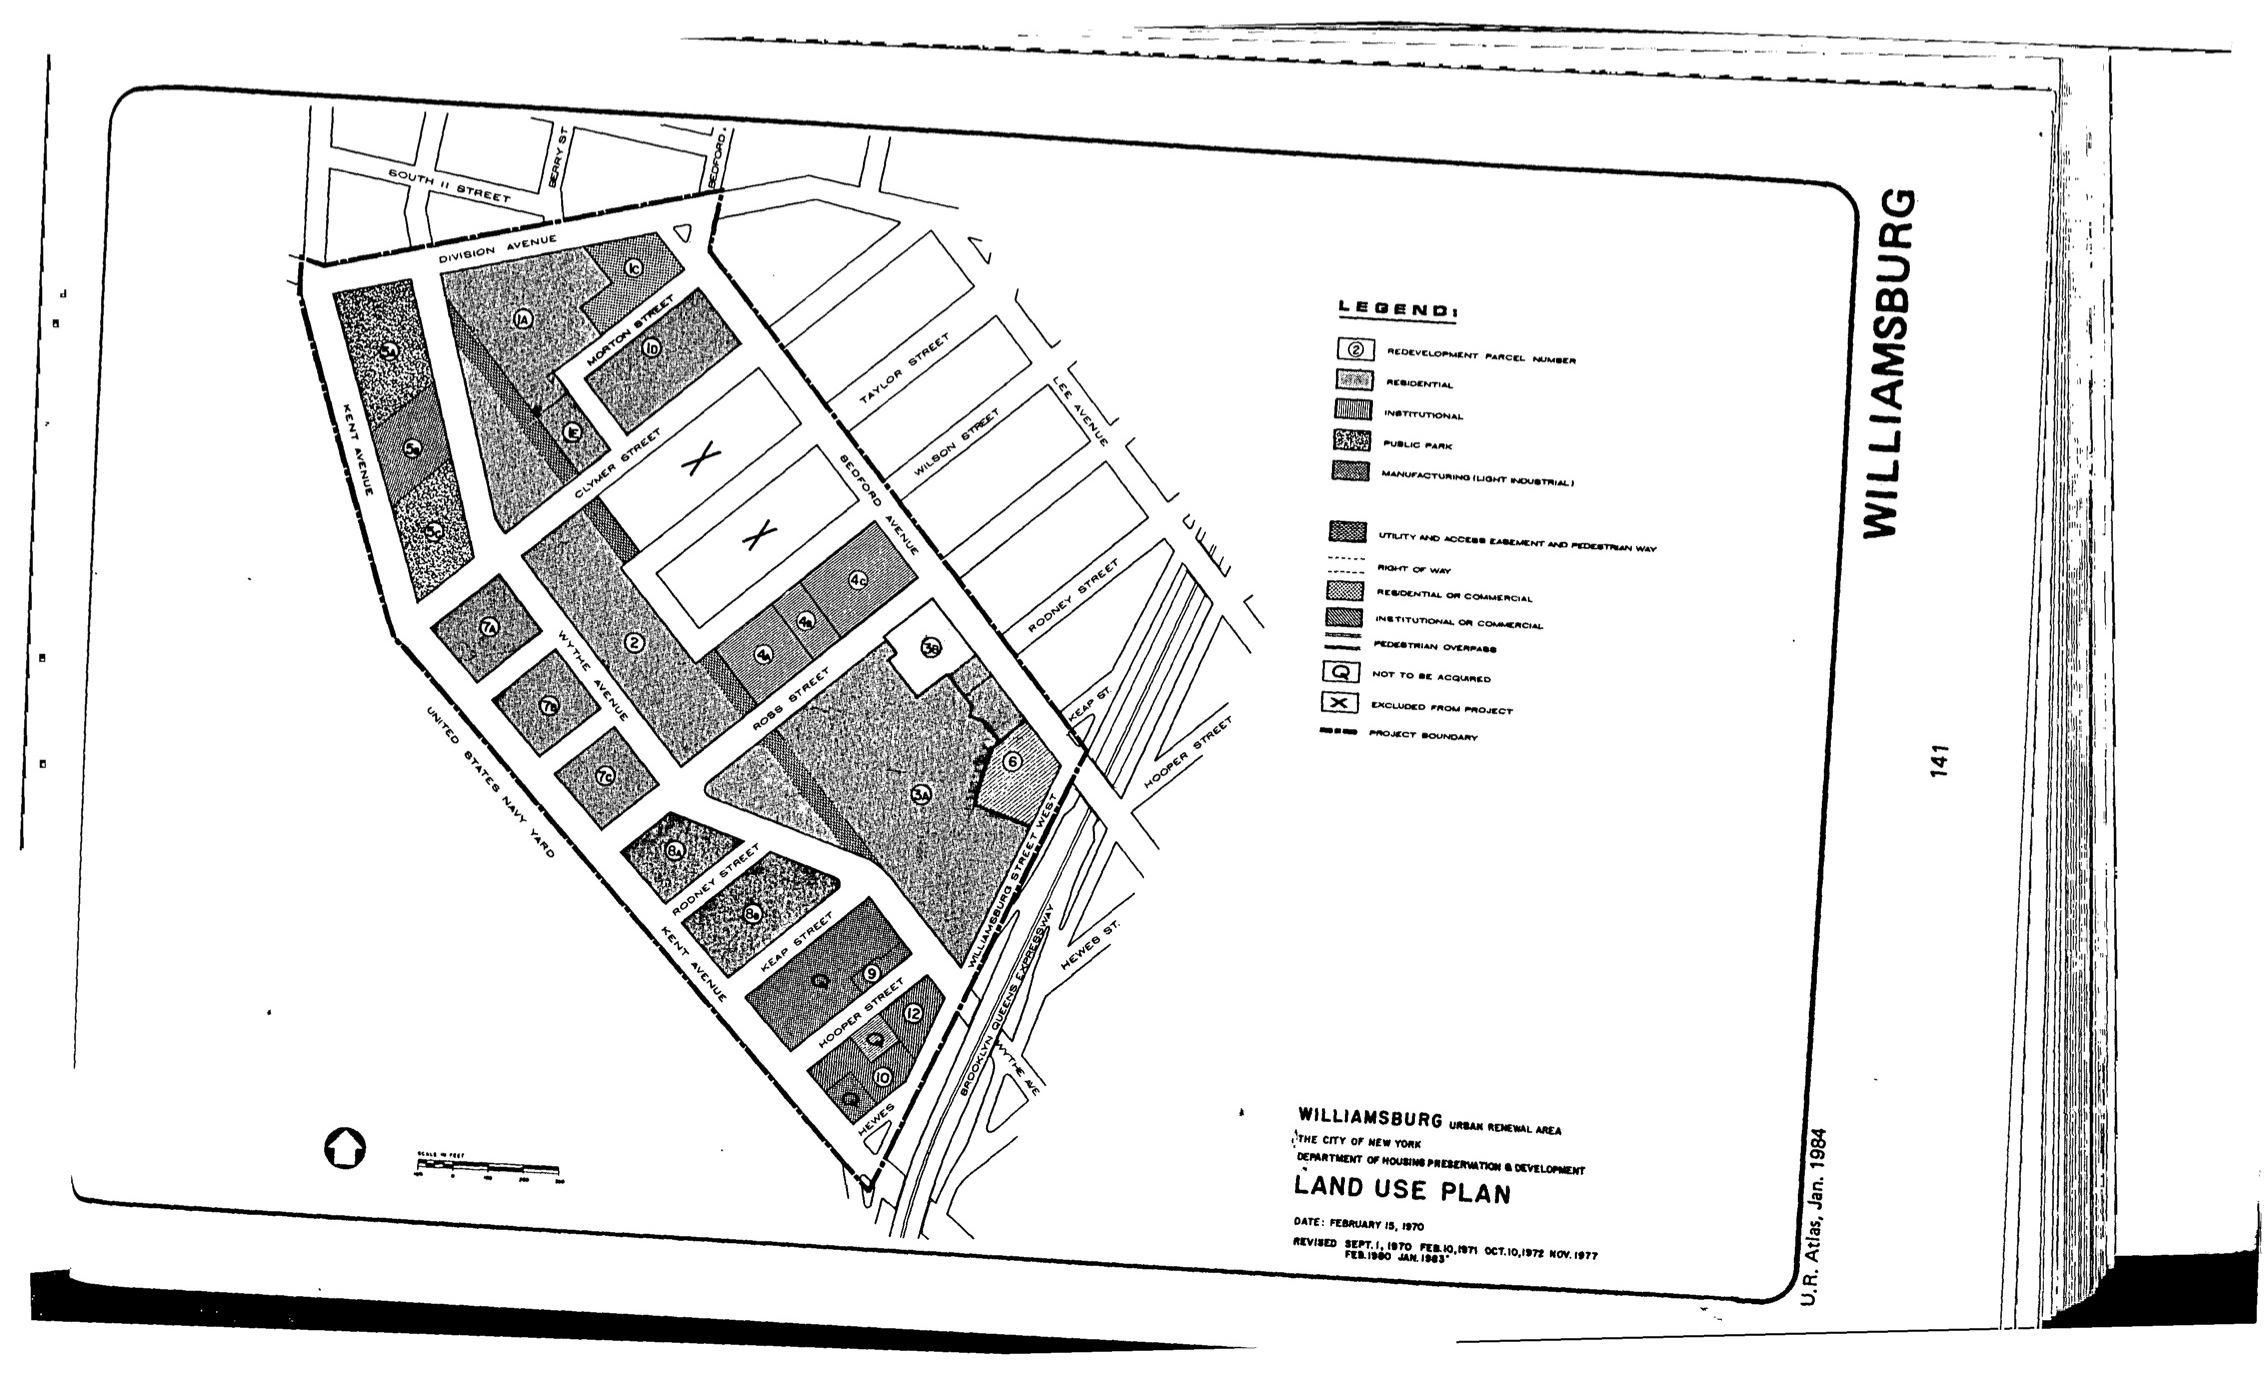 SOUTH 11 STREET
BERRY ST
BEDFORD
DIVISION AVENUE
1A
1C
MORTON STREET
1D
1E
5A
5B
5C
KENT AVENUE
CLYMER STREET
X
X
BEDFORD AVENUE
TAYLOR STREET
WILSON STREET
LEE AVENUE
RODNEY STREET
KEAP ST.
HOOPER STREET
HEWES ST.
WYTHE AVE
BROOKLYN QUEENS EXPRESSWAY
WILLIAMSBURG STREET WEST
2
4A
4B
4C
3B
6
3A
ROSS STREET
WYTHE AVENUE
7A
7B
7C
UNITED STATES NAVY YARD
8A
RODNEY STREET
8B
KEAP STREET
KENT AVENUE
Q
9
HOOPER STREET
12
Q
10
Q
HEWES
SCALE IN FEET
LEGEND:
2 REDEVELOPMENT PARCEL NUMBER
RESIDENTIAL
INSTITUTIONAL
PUBLIC PARK
MANUFACTURING (LIGHT INDUSTRIAL)
UTILITY AND ACCESS EASEMENT AND PEDESTRIAN WAY
RIGHT OF WAY
RESIDENTIAL OR COMMERCIAL
INSTITUTIONAL OR COMMERCIAL
PEDESTRIAN OVERPASS
Q NOT TO BE ACQUIRED
X EXCLUDED FROM PROJECT
PROJECT BOUNDARY
WILLIAMSBURG URBAN RENEWAL AREA
THE CITY OF NEW YORK
DEPARTMENT OF HOUSING PRESERVATION & DEVELOPMENT
LAND USE PLAN
DATE: FEBRUARY 15, 1970
REVISED SEPT. 1, 1970 FEB. 10, 1971 OCT. 10, 1972 NOV. 1977
FEB. 1980 JAN. 1983
WILLIAMSBURG
141
U.R. Atlas, Jan. 1984